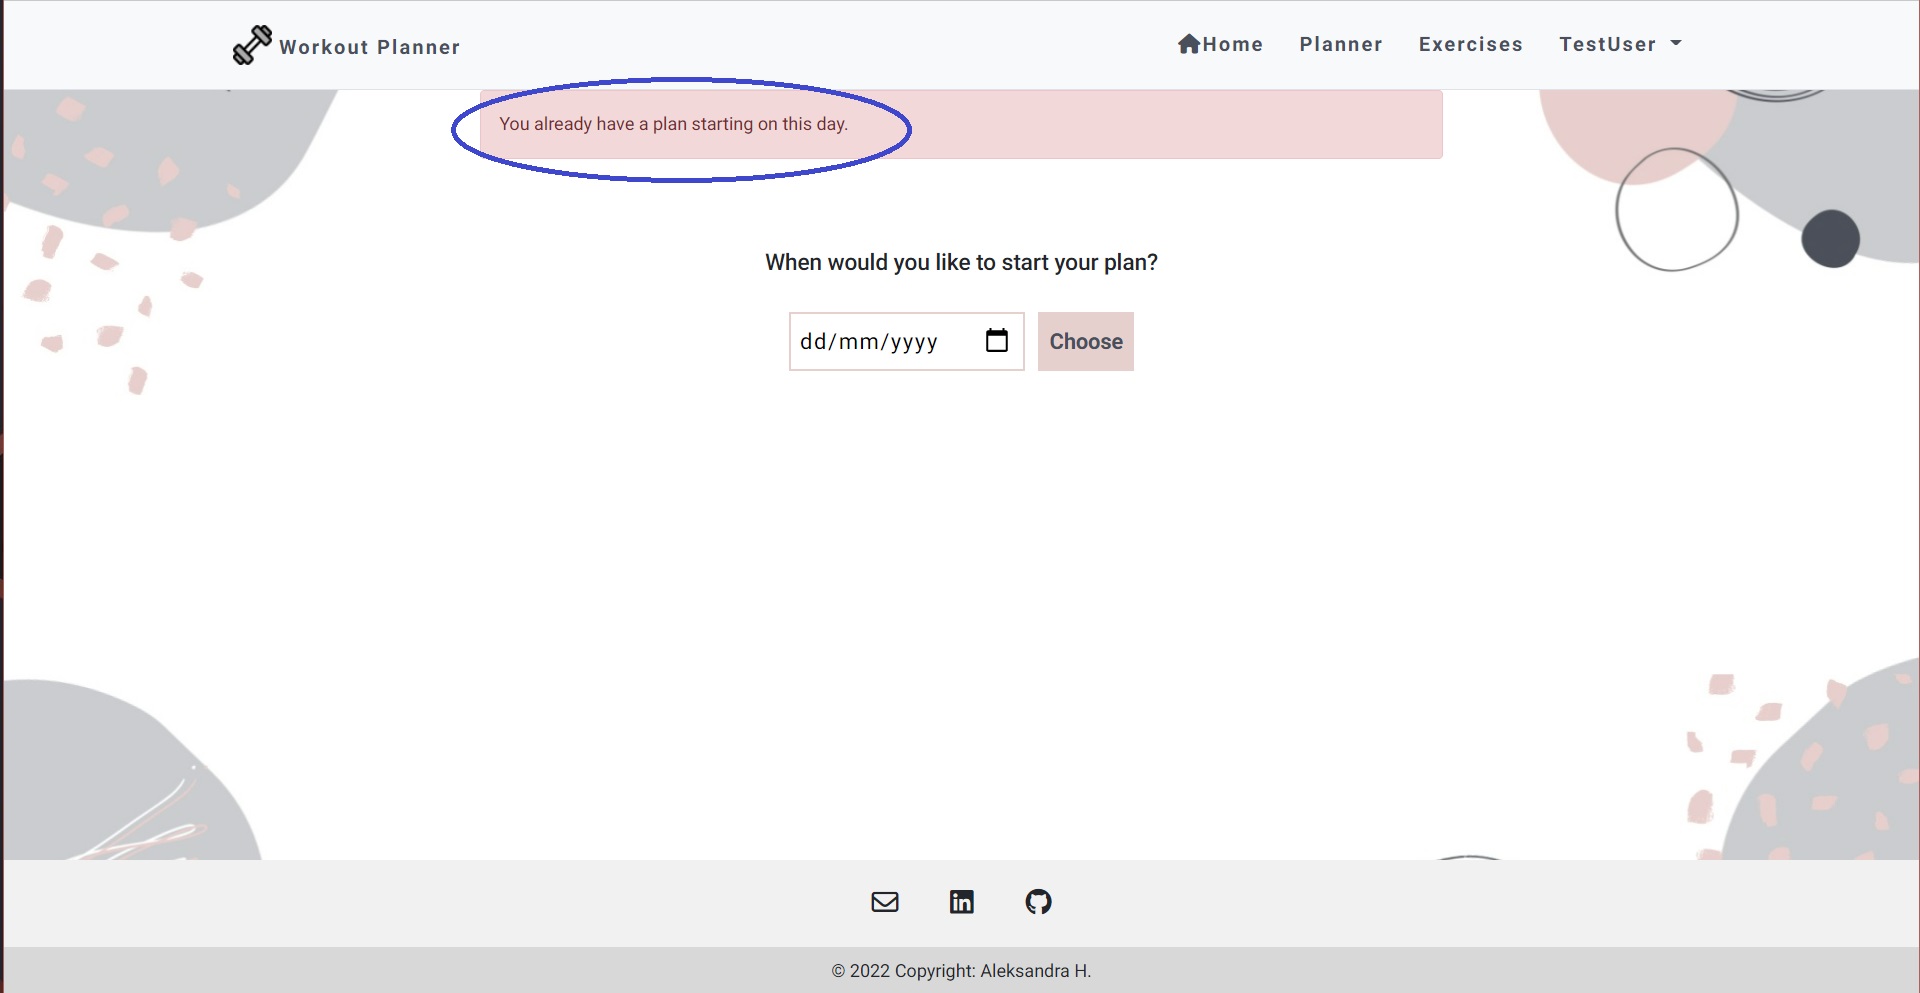 Workout Planner
Home Planner Exercises TestUser
You already have a plan starting on this day.
When would you like to start your plan?
dd/mm/yyyy Choose
in
© 2022 Copyright: Aleksandra H.